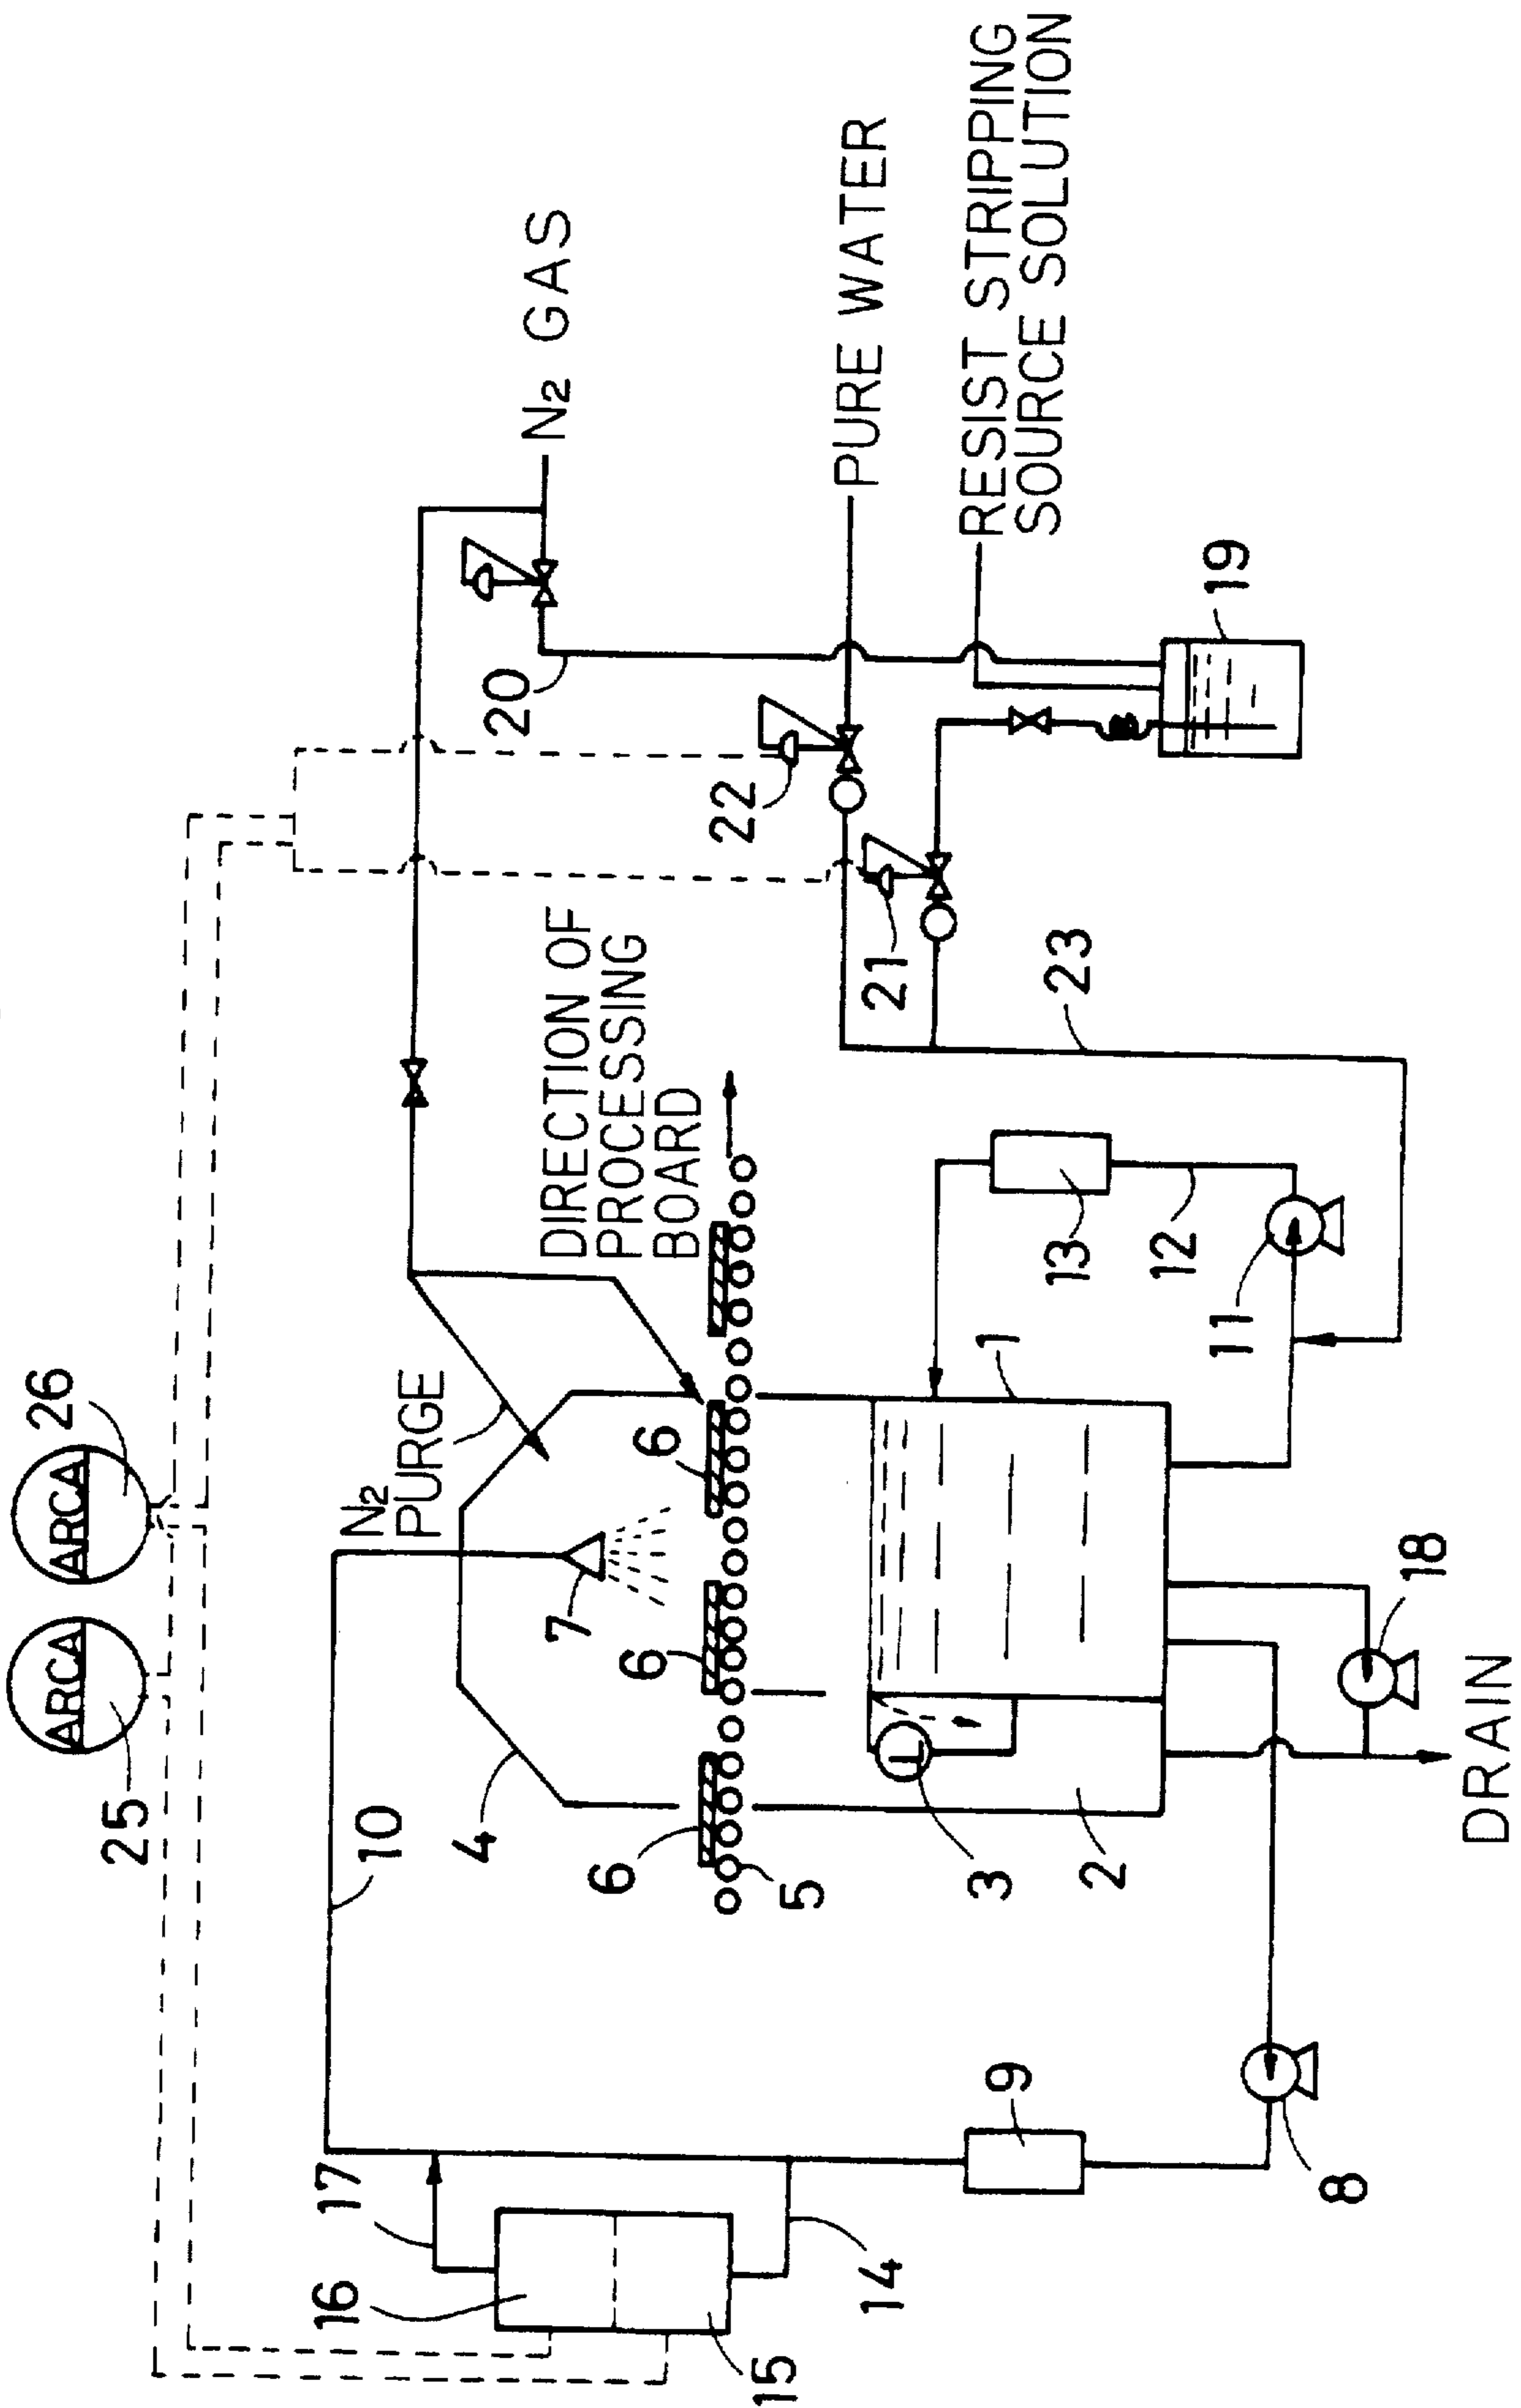 ARCA
25
ARCA
26
10
N2
PURGE
N2 GAS
17
16
15
14
4
7
6
6
6
5
DIRECTION OF
PROCESSING
BOARD
20
22
21
PURE WATER
RESIST STRIPPING
SOURCE SOLUTION
19
23
9
8
3
L
2
1
13
12
11
18
DRAIN